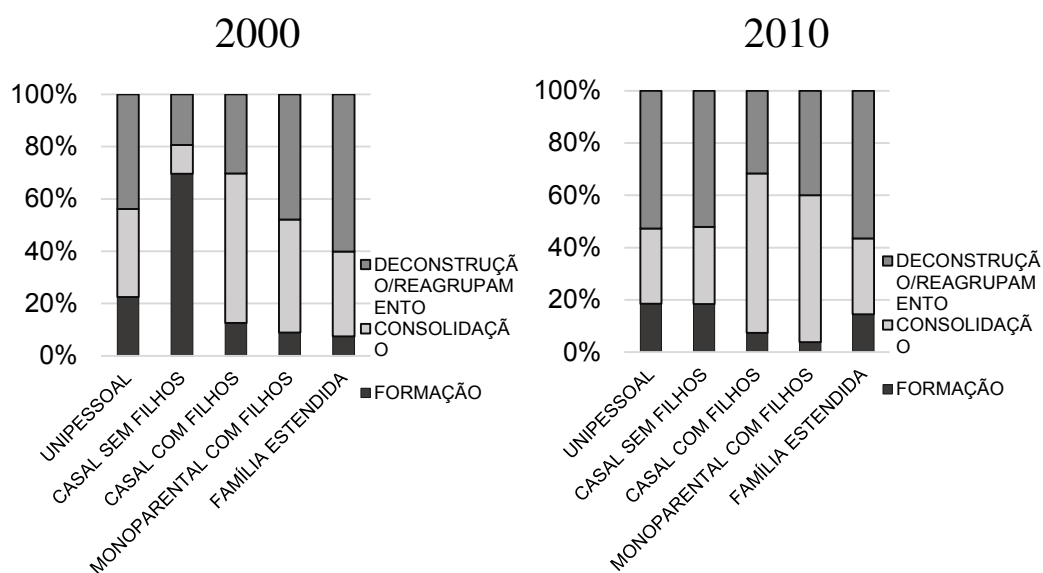 2000
100%
80%
60%
40%
20%
0%
DECONSTRUÇÃ
O/REAGRUPAM
ENTO
CONSOLIDAÇÃ
O
FORMAÇÃO
UNIPESSOAL
CASAL SEM FILHOS
CASAL COM FILHOS
MONOPARENTAL COM FILHOS
FAMÍLIA ESTENDIDA
2010
100%
80%
60%
40%
20%
0%
DECONSTRUÇÃ
O/REAGRUPAM
ENTO
CONSOLIDAÇÃ
O
FORMAÇÃO
UNIPESSOAL
CASAL SEM FILHOS
CASAL COM FILHOS
MONOPARENTAL COM FILHOS
FAMÍLIA ESTENDIDA